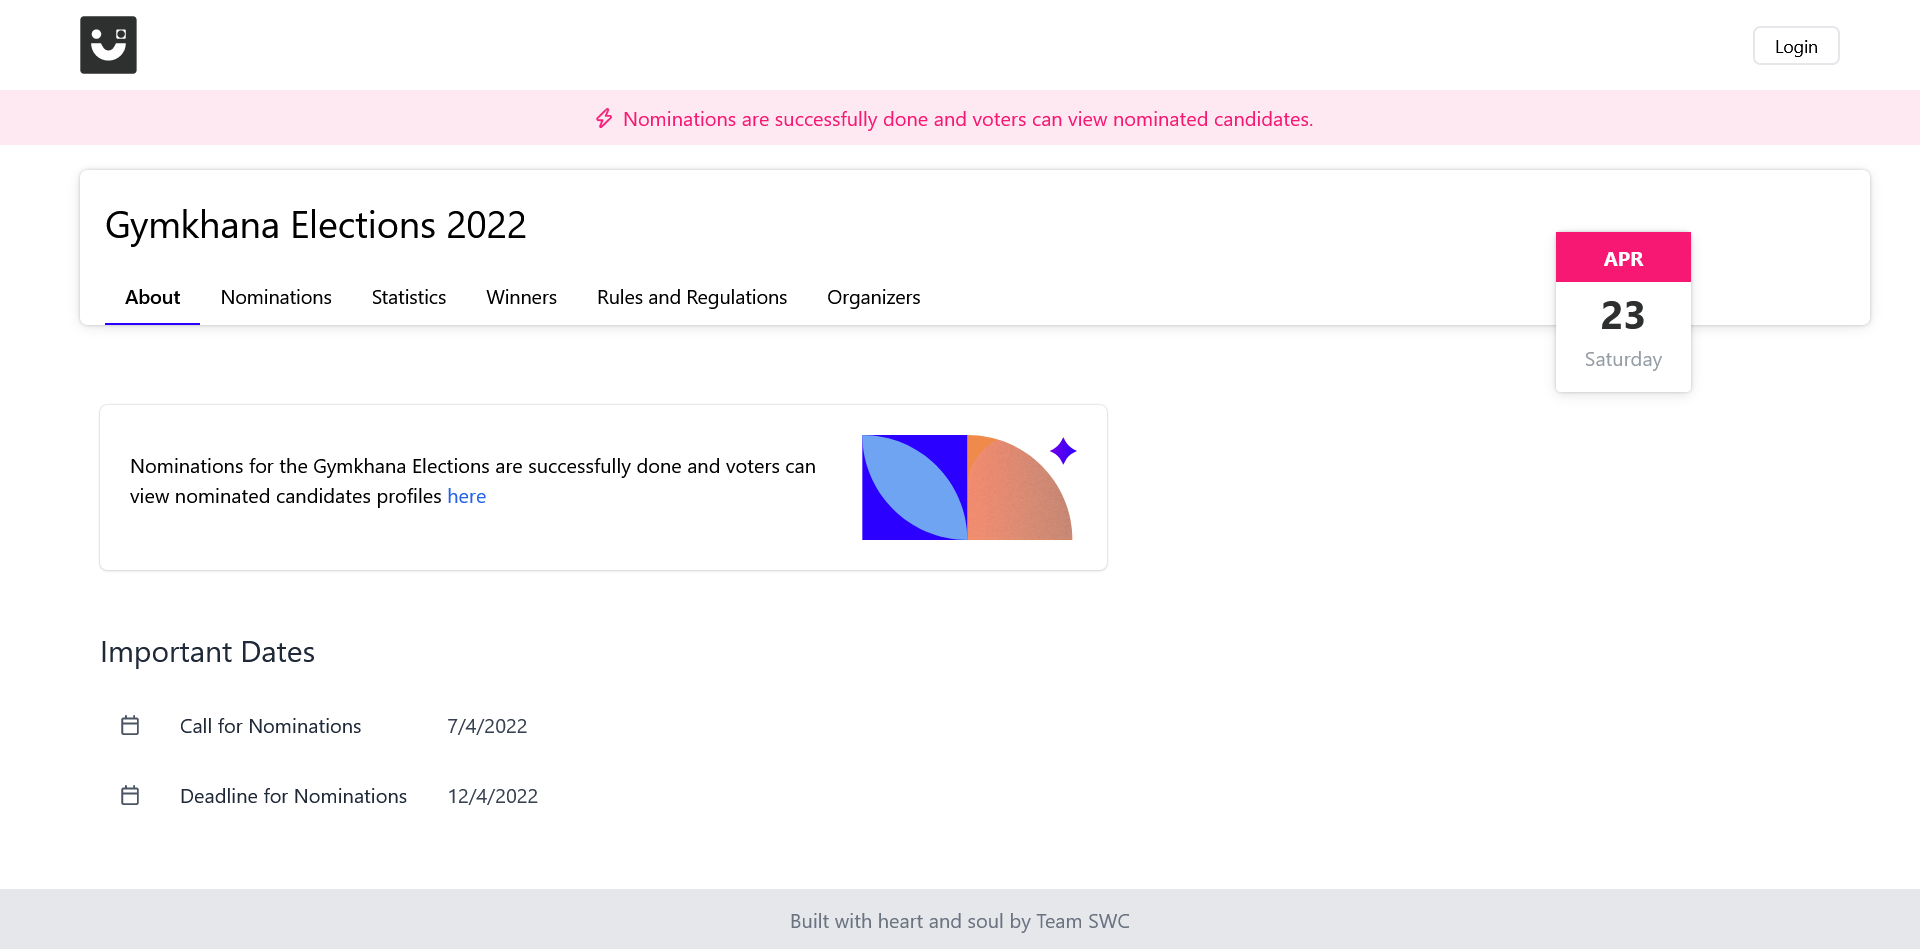 Login
Nominations are successfully done and voters can view nominated candidates.
Gymkhana Elections 2022
About Nominations Statistics Winners Rules and Regulations Organizers
APR
23
Saturday
Nominations for the Gymkhana Elections are successfully done and voters can
view nominated candidates profiles here
Important Dates
Call for Nominations 7/4/2022
Deadline for Nominations 12/4/2022
Built with heart and soul by Team SWC